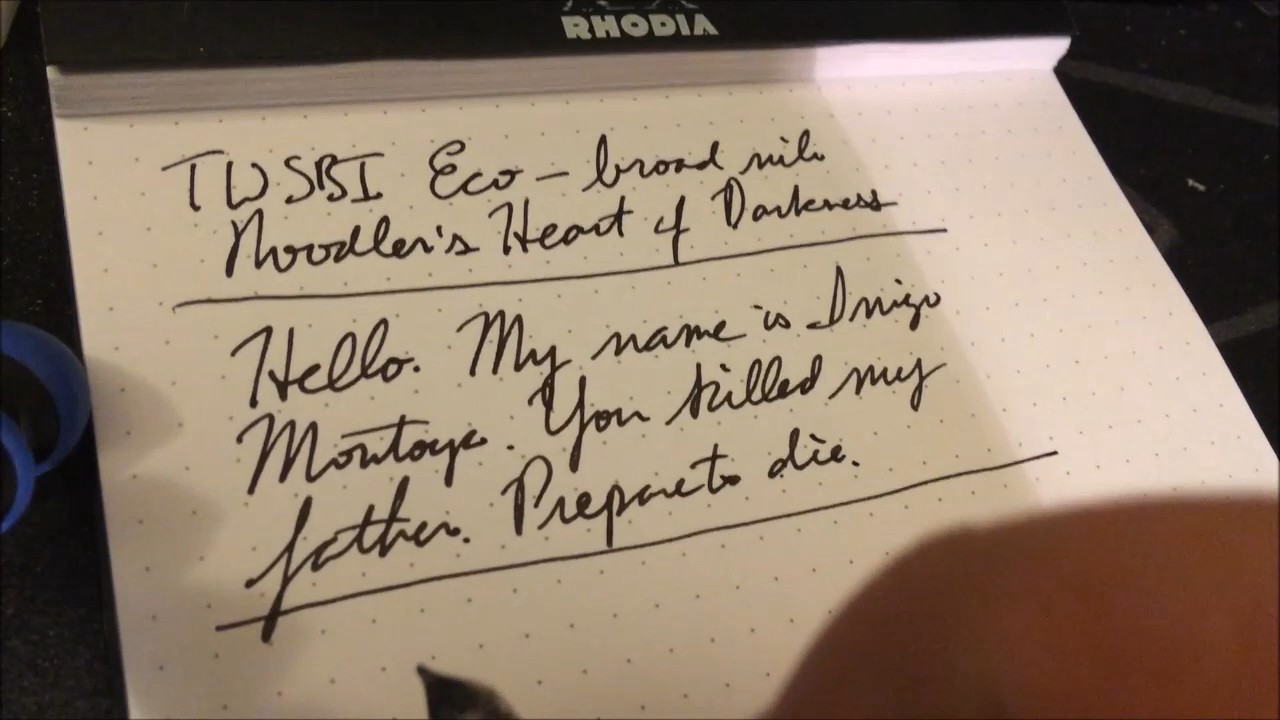 RHODIA
TWSBI Eco – broad nib
Noodler's Heart of Darkness
Hello. My name is Inigo
Montoya. You killed my
father. Prepare to die.